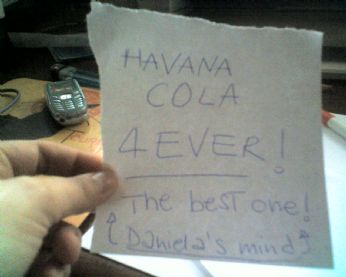 HAVANA
COLA
4EVER!
The best one!
(Daniela's mind)